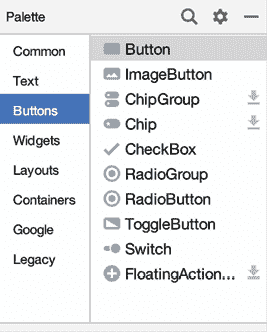 Palette
Common
Text
Buttons
Widgets
Layouts
Containers
Google
Legacy
Button
ImageButton
ChipGroup
Chip
CheckBox
RadioGroup
RadioButton
ToggleButton
Switch
FloatingAction...